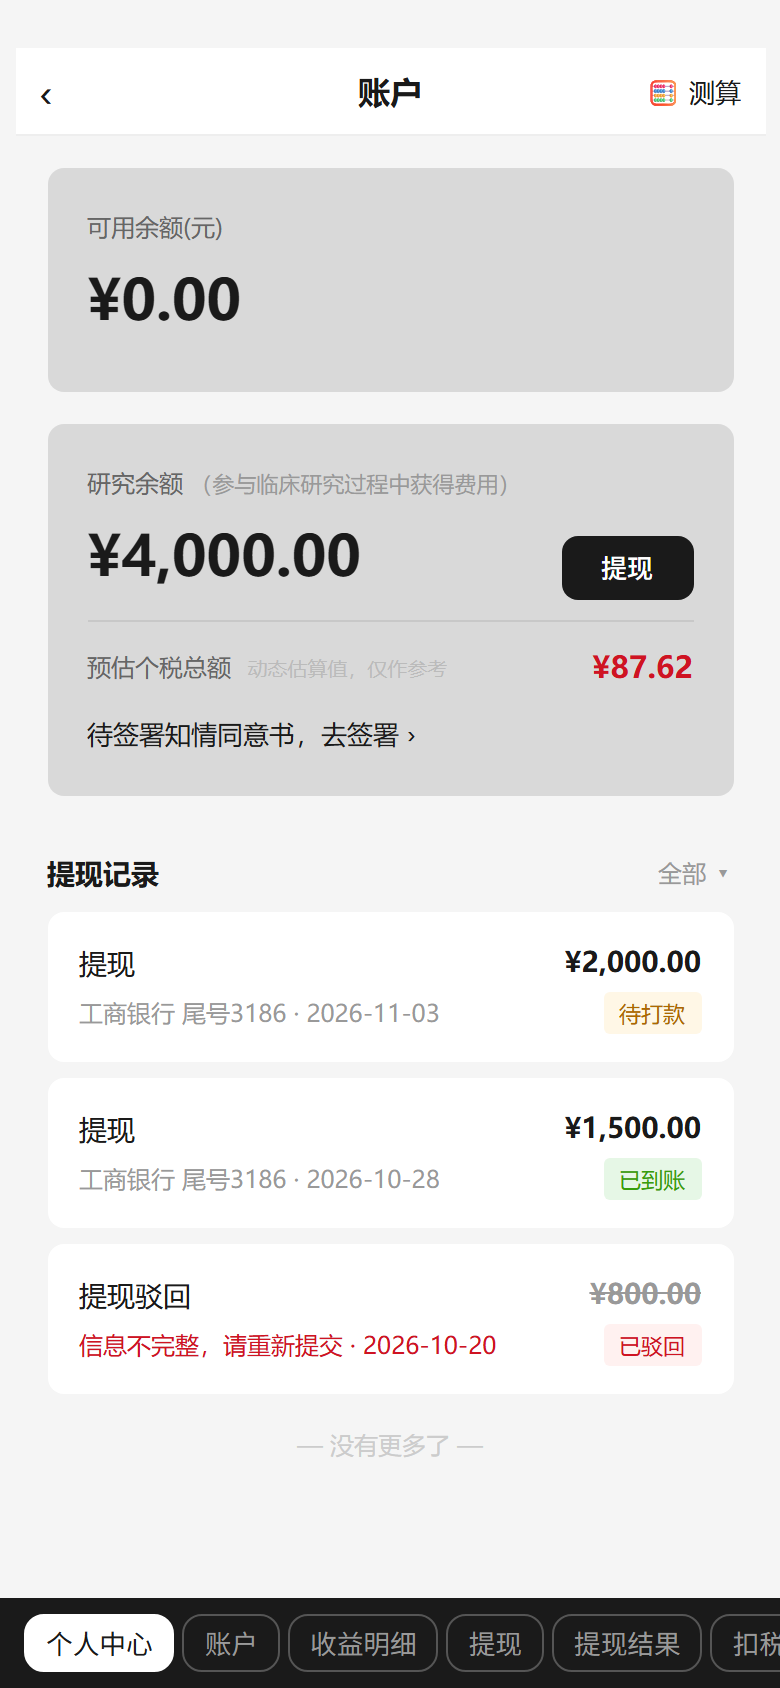 ‹ 账户 测算
可用余额(元)
¥0.00
研究余额 （参与临床研究过程中获得费用）
¥4,000.00 提现
预估个税总额 动态估算值，仅作参考 ¥87.62
待签署知情同意书，去签署 ›
提现记录 全部 ▼
提现 ¥2,000.00
工商银行 尾号3186 · 2026-11-03 待打款
提现 ¥1,500.00
工商银行 尾号3186 · 2026-10-28 已到账
提现驳回 ¥800.00
信息不完整，请重新提交 · 2026-10-20 已驳回
— 没有更多了 —
个人中心 账户 收益明细 提现 提现结果 扣税